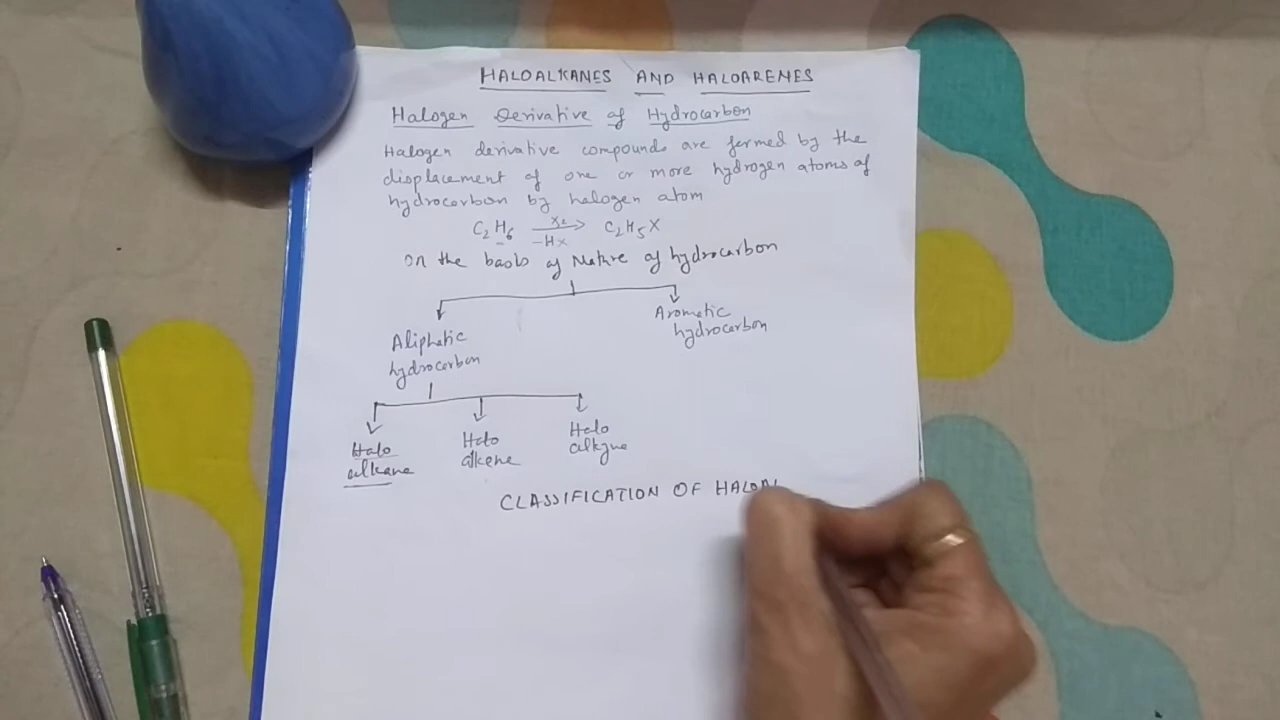 HALOALKANES AND HALOARENES
Halogen Derivative of Hydrocarbon
Halogen derivative compounds are formed by the
displacement of one or more hydrogen atoms of
hydrocarbon by halogen atom
C2H6 X2 → -HX C2H5X
On the basis of Nature of hydrocarbon
Aliphatic
hydrocarbon
Aromatic
hydrocarbon
Halo
alkane
Halo
alkene
Halo
alkyne
CLASSIFICATION OF HALOAL